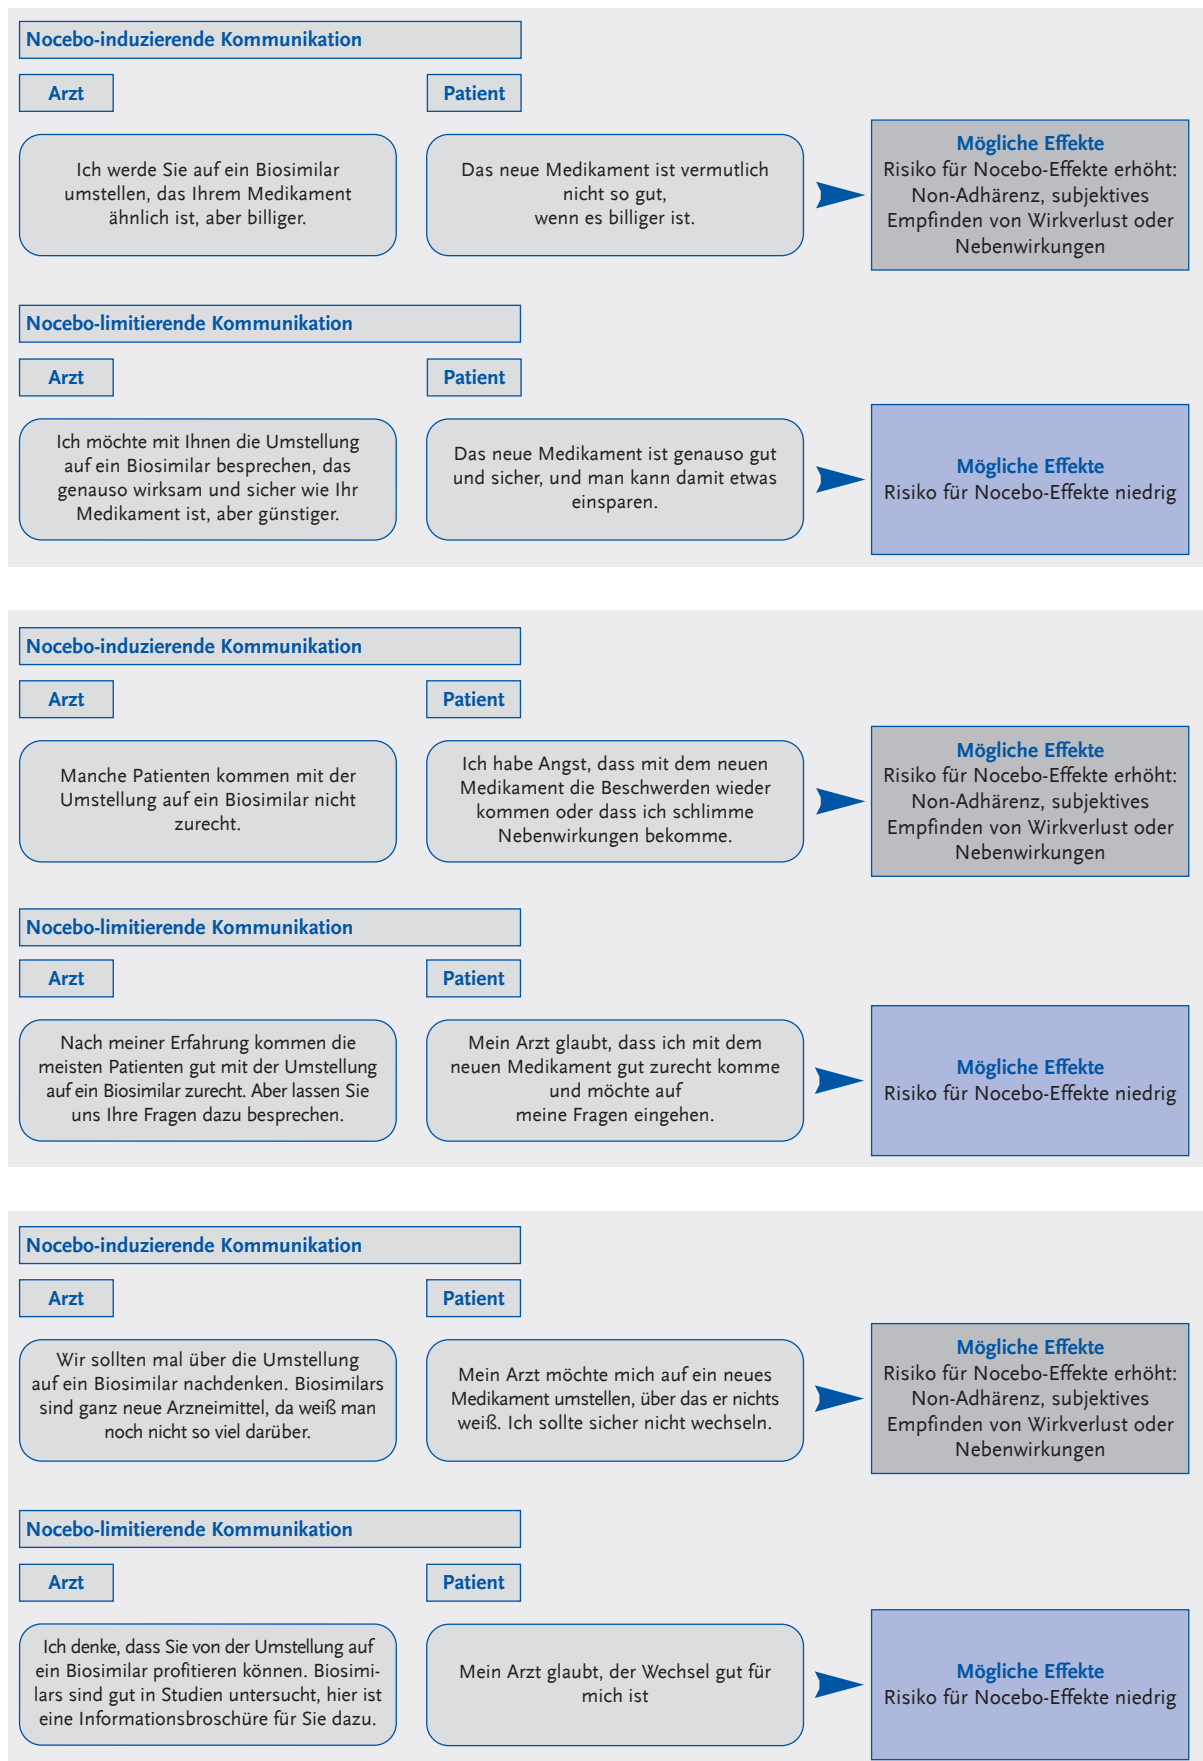 Nocebo-induzierende Kommunikation
Arzt
Patient
Ich werde Sie auf ein Biosimilar
umstellen, das Ihrem Medikament
ähnlich ist, aber billiger.
Das neue Medikament ist vermutlich
nicht so gut,
wenn es billiger ist.
Mögliche Effekte
Risiko für Nocebo-Effekte erhöht:
Non-Adhärenz, subjektives
Empfinden von Wirkverlust oder
Nebenwirkungen
Nocebo-limitierende Kommunikation
Arzt
Patient
Ich möchte mit Ihnen die Umstellung
auf ein Biosimilar besprechen, das
genauso wirksam und sicher wie Ihr
Medikament ist, aber günstiger.
Das neue Medikament ist genauso gut
und sicher, und man kann damit etwas
einsparen.
Mögliche Effekte
Risiko für Nocebo-Effekte niedrig
Nocebo-induzierende Kommunikation
Arzt
Patient
Manche Patienten kommen mit der
Umstellung auf ein Biosimilar nicht
zurecht.
Ich habe Angst, dass mit dem neuen
Medikament die Beschwerden wieder
kommen oder dass ich schlimme
Nebenwirkungen bekomme.
Mögliche Effekte
Risiko für Nocebo-Effekte erhöht:
Non-Adhärenz, subjektives
Empfinden von Wirkverlust oder
Nebenwirkungen
Nocebo-limitierende Kommunikation
Arzt
Patient
Nach meiner Erfahrung kommen die
meisten Patienten gut mit der Umstellung
auf ein Biosimilar zurecht. Aber lassen Sie
uns Ihre Fragen dazu besprechen.
Mein Arzt glaubt, dass ich mit dem
neuen Medikament gut zurecht komme
und möchte auf
meine Fragen eingehen.
Mögliche Effekte
Risiko für Nocebo-Effekte niedrig
Nocebo-induzierende Kommunikation
Arzt
Patient
Wir sollten mal über die Umstellung
auf ein Biosimilar nachdenken. Biosimilars
sind ganz neue Arzneimittel, da weiß man
noch nicht so viel darüber.
Mein Arzt möchte mich auf ein neues
Medikament umstellen, über das er nichts
weiß. Ich sollte sicher nicht wechseln.
Mögliche Effekte
Risiko für Nocebo-Effekte erhöht:
Non-Adhärenz, subjektives
Empfinden von Wirkverlust oder
Nebenwirkungen
Nocebo-limitierende Kommunikation
Arzt
Patient
Ich denke, dass Sie von der Umstellung auf
ein Biosimilar profitieren können. Biosimi-
lars sind gut in Studien untersucht, hier ist
eine Informationsbroschüre für Sie dazu.
Mein Arzt glaubt, der Wechsel gut für
mich ist
Mögliche Effekte
Risiko für Nocebo-Effekte niedrig